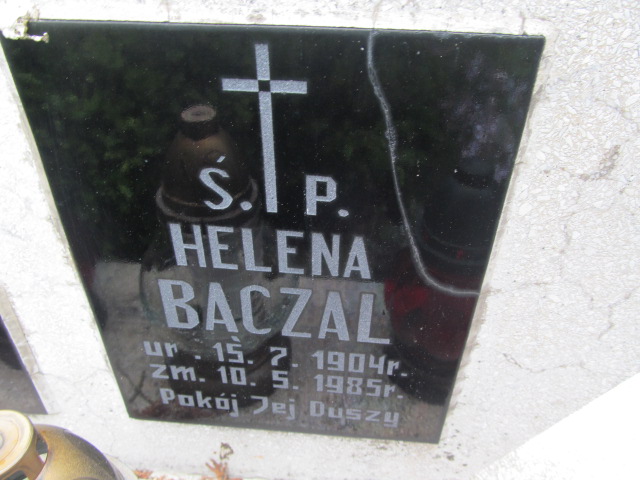 Ś. P.
HELENA
BACZAL
ur. 15. 7. 1904r.
zm. 10. 5. 1985r.
Pokój Jej Duszy